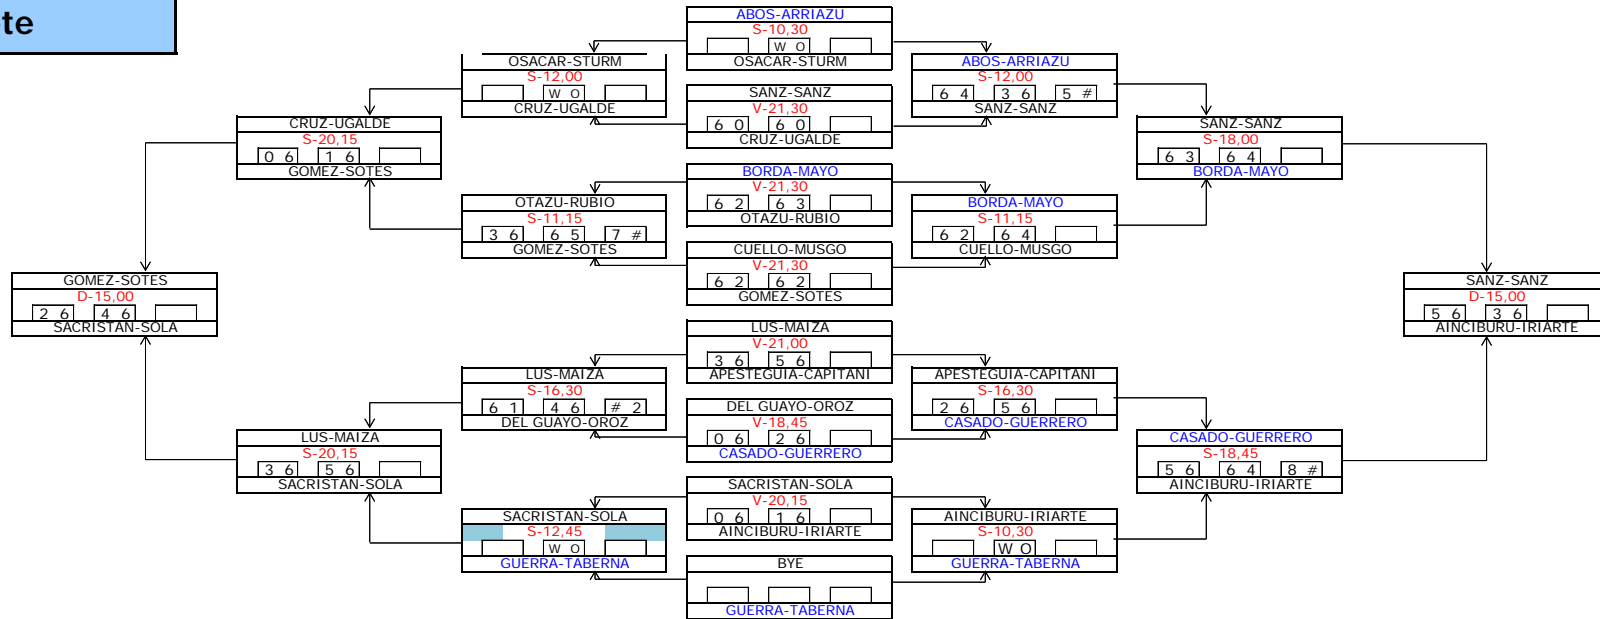 te
ABOS-ARRIAZU
S-10,30
W O
OSACAR-STURM
SANZ-SANZ
V-21,30
6 0 6 0
CRUZ-UGALDE
BORDA-MAYO
V-21,30
6 2 6 3
OTAZU-RUBIO
CUELLO-MUSGO
V-21,30
6 2 6 2
GOMEZ-SOTES
LUS-MAIZA
V-21,00
3 6 5 6
APESTEGUIA-CAPITANI
DEL GUAYO-OROZ
V-18,45
0 6 2 6
CASADO-GUERRERO
SACRISTAN-SOLA
V-20,15
0 6 1 6
AINCIBURU-IRIARTE
BYE
GUERRA-TABERNA
OSACAR-STURM
S-12,00
W O
CRUZ-UGALDE
OTAZU-RUBIO
S-11,15
3 6 6 5 7 #
GOMEZ-SOTES
LUS-MAIZA
S-16,30
6 1 4 6 # 2
DEL GUAYO-OROZ
SACRISTAN-SOLA
S-12,45
W O
GUERRA-TABERNA
CRUZ-UGALDE
S-20,15
0 6 1 6
GOMEZ-SOTES
LUS-MAIZA
S-20,15
3 6 5 6
SACRISTAN-SOLA
GOMEZ-SOTES
D-15,00
2 6 4 6
SACRISTAN-SOLA
ABOS-ARRIAZU
S-12,00
6 4 3 6 5 #
SANZ-SANZ
BORDA-MAYO
S-11,15
6 2 6 4
CUELLO-MUSGO
APESTEGUIA-CAPITANI
S-16,30
2 6 5 6
CASADO-GUERRERO
AINCIBURU-IRIARTE
S-10,30
W O
GUERRA-TABERNA
SANZ-SANZ
S-18,00
6 3 6 4
BORDA-MAYO
CASADO-GUERRERO
S-18,45
5 6 6 4 8 #
AINCIBURU-IRIARTE
SANZ-SANZ
D-15,00
5 6 3 6
AINCIBURU-IRIARTE